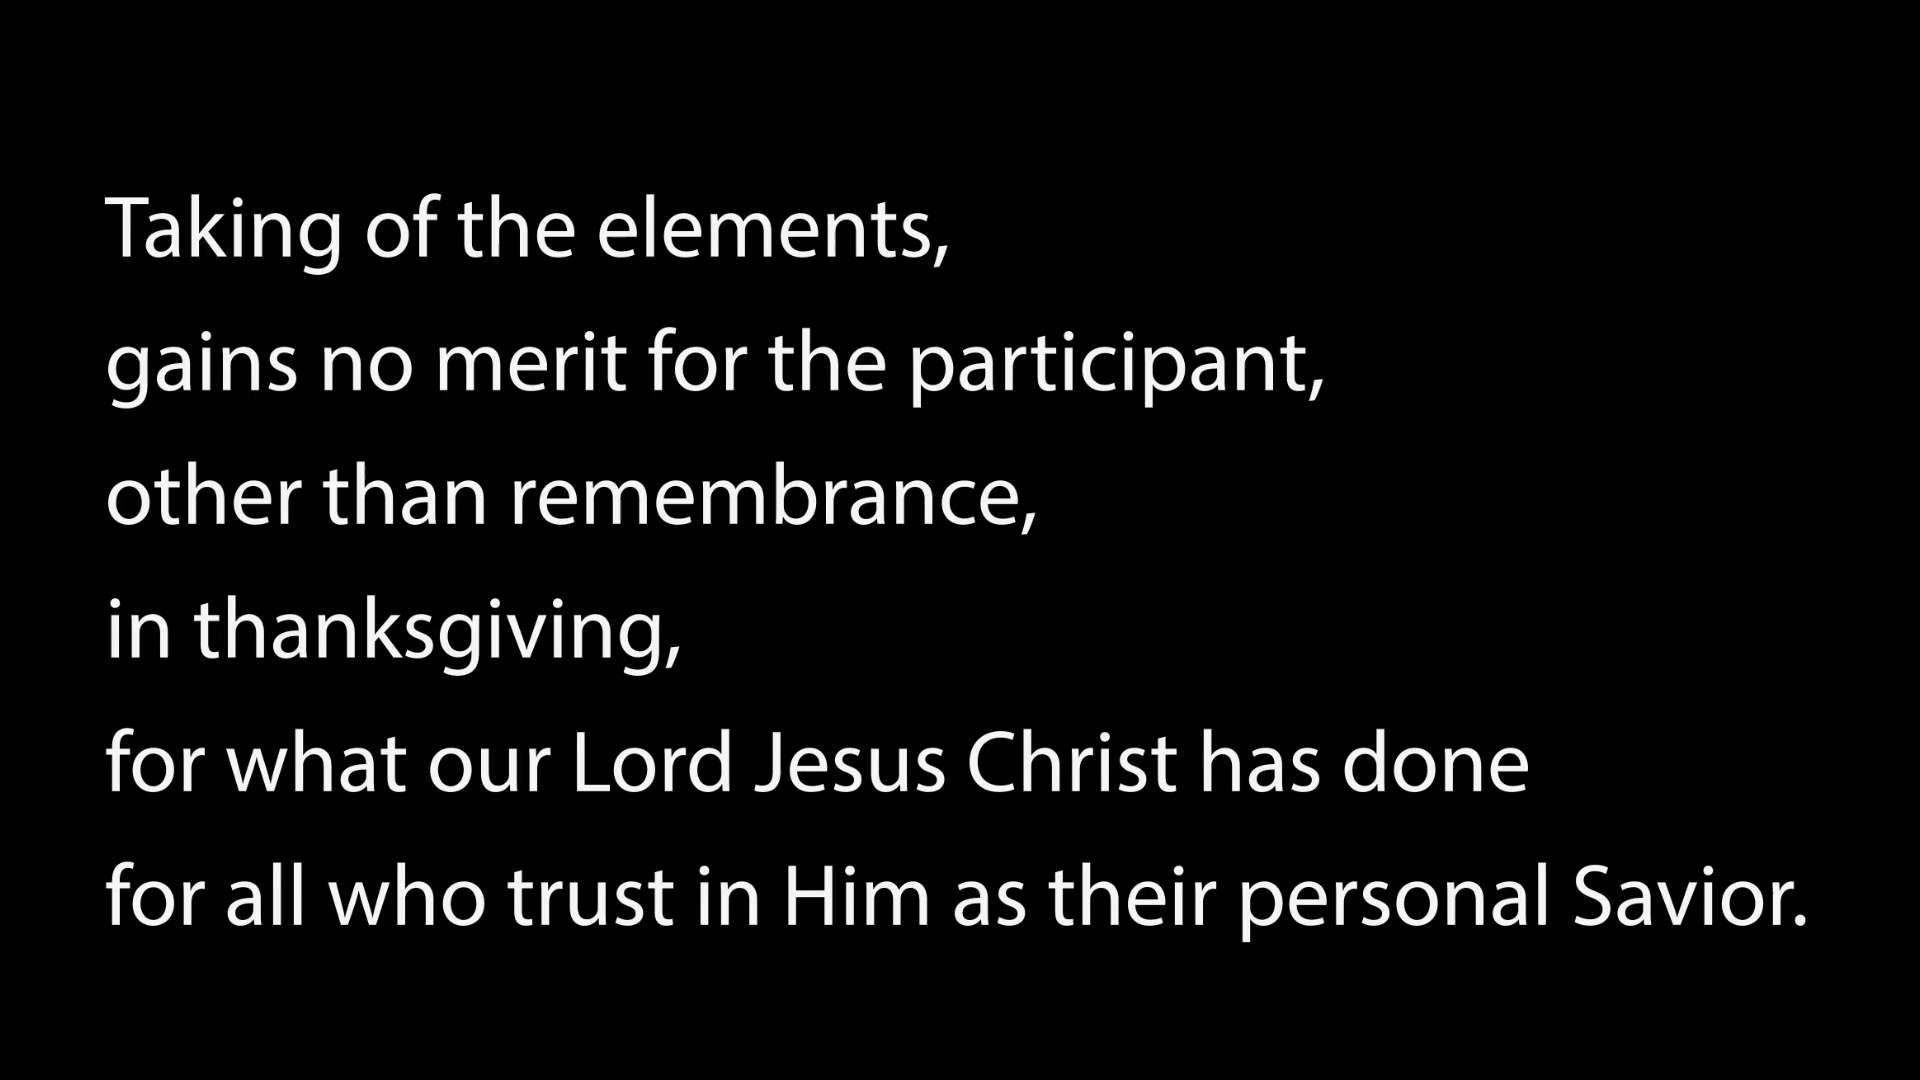 Taking of the elements,
gains no merit for the participant,
other than remembrance,
in thanksgiving,
for what our Lord Jesus Christ has done
for all who trust in Him as their personal Savior.